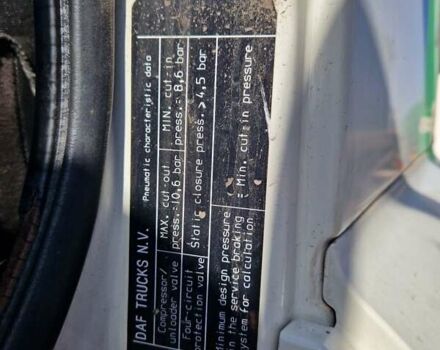 DAF TRUCKS N.V.
Pneumatic characteristic data
Compressor/
unloader valve
MAX. cut-out
press.:10,6 bar
MIN. cut-in
press.: 8,6 bar
Four-circuit
protection valve
Static closure press. >4,5 bar
Minimum design pressure
in the service braking
system for calculation
: Min. cut-in pressure